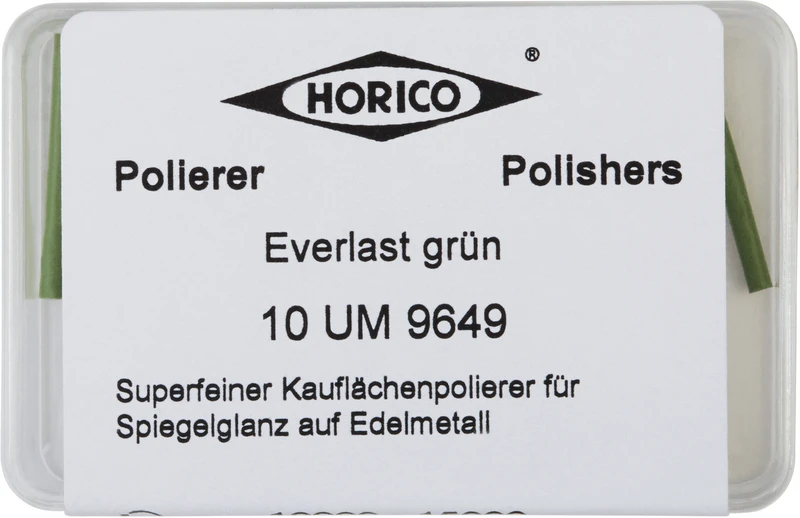 HORICO ®
Polierer Polishers
Everlast grün
10 UM 9649
Superfeiner Kauflächenpolierer für
Spiegelglanz auf Edelmetall